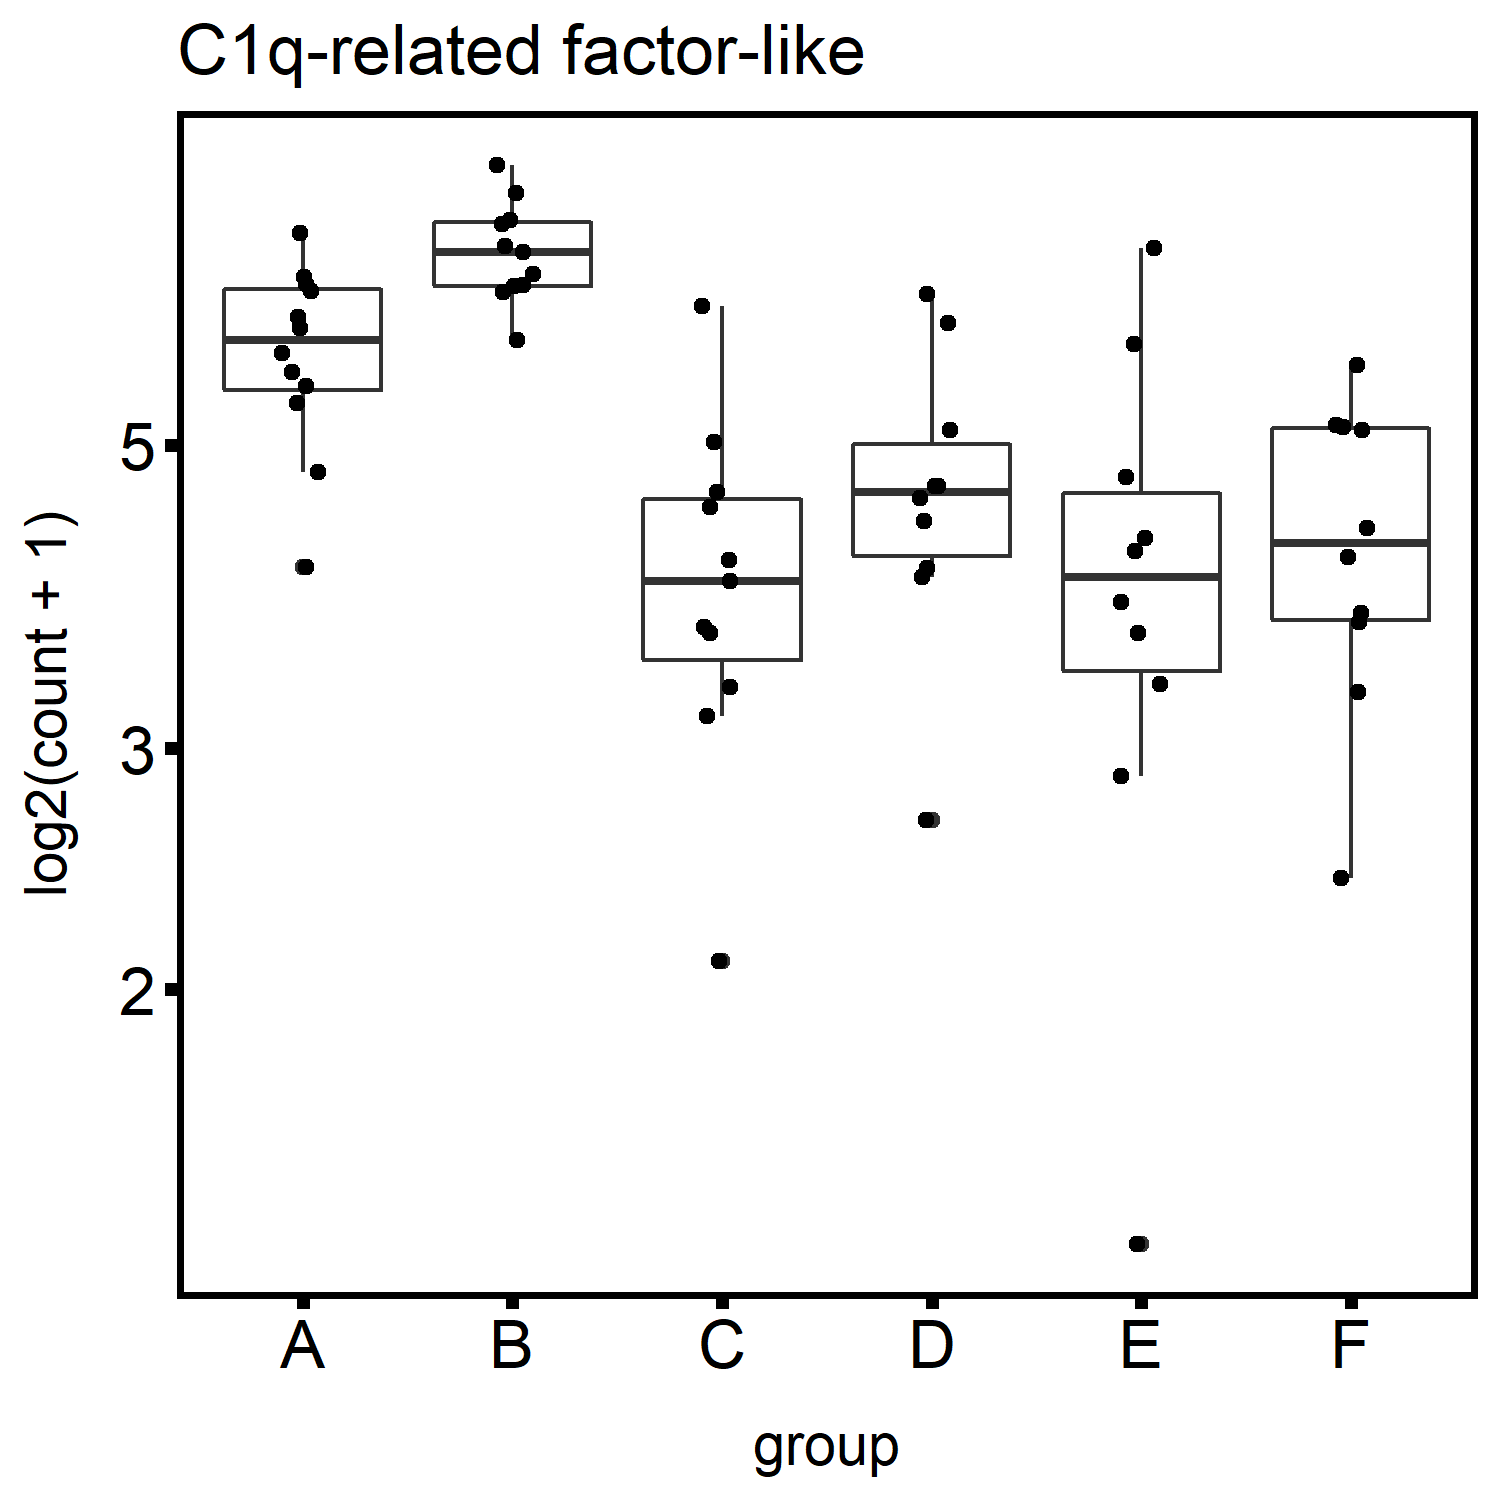 C1q-related factor-like
log2(count + 1)
5
3
2
A B C D E F
group